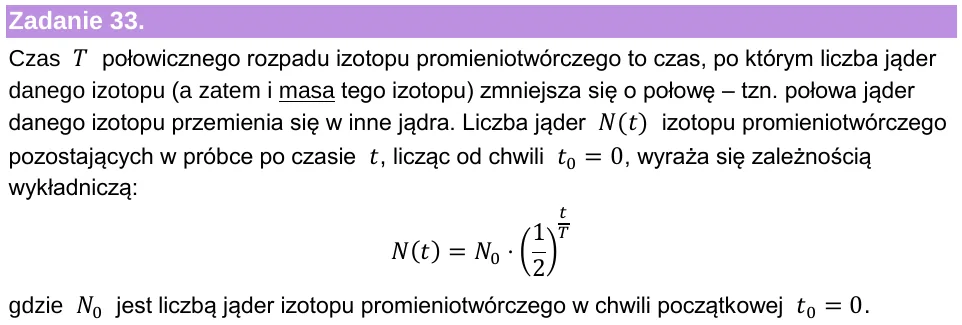 Zadanie 33.
Czas T połowicznego rozpadu izotopu promieniotwórczego to czas, po którym liczba jąder
danego izotopu (a zatem i masa tego izotopu) zmniejsza się o połowę – tzn. połowa jąder
danego izotopu przemienia się w inne jądra. Liczba jąder N(t) izotopu promieniotwórczego
pozostających w próbce po czasie t, licząc od chwili t₀ = 0, wyraża się zależnością
wykładniczą:
N(t) = N₀ · (1/2)^(t/T)
gdzie N₀ jest liczbą jąder izotopu promieniotwórczego w chwili początkowej t₀ = 0.